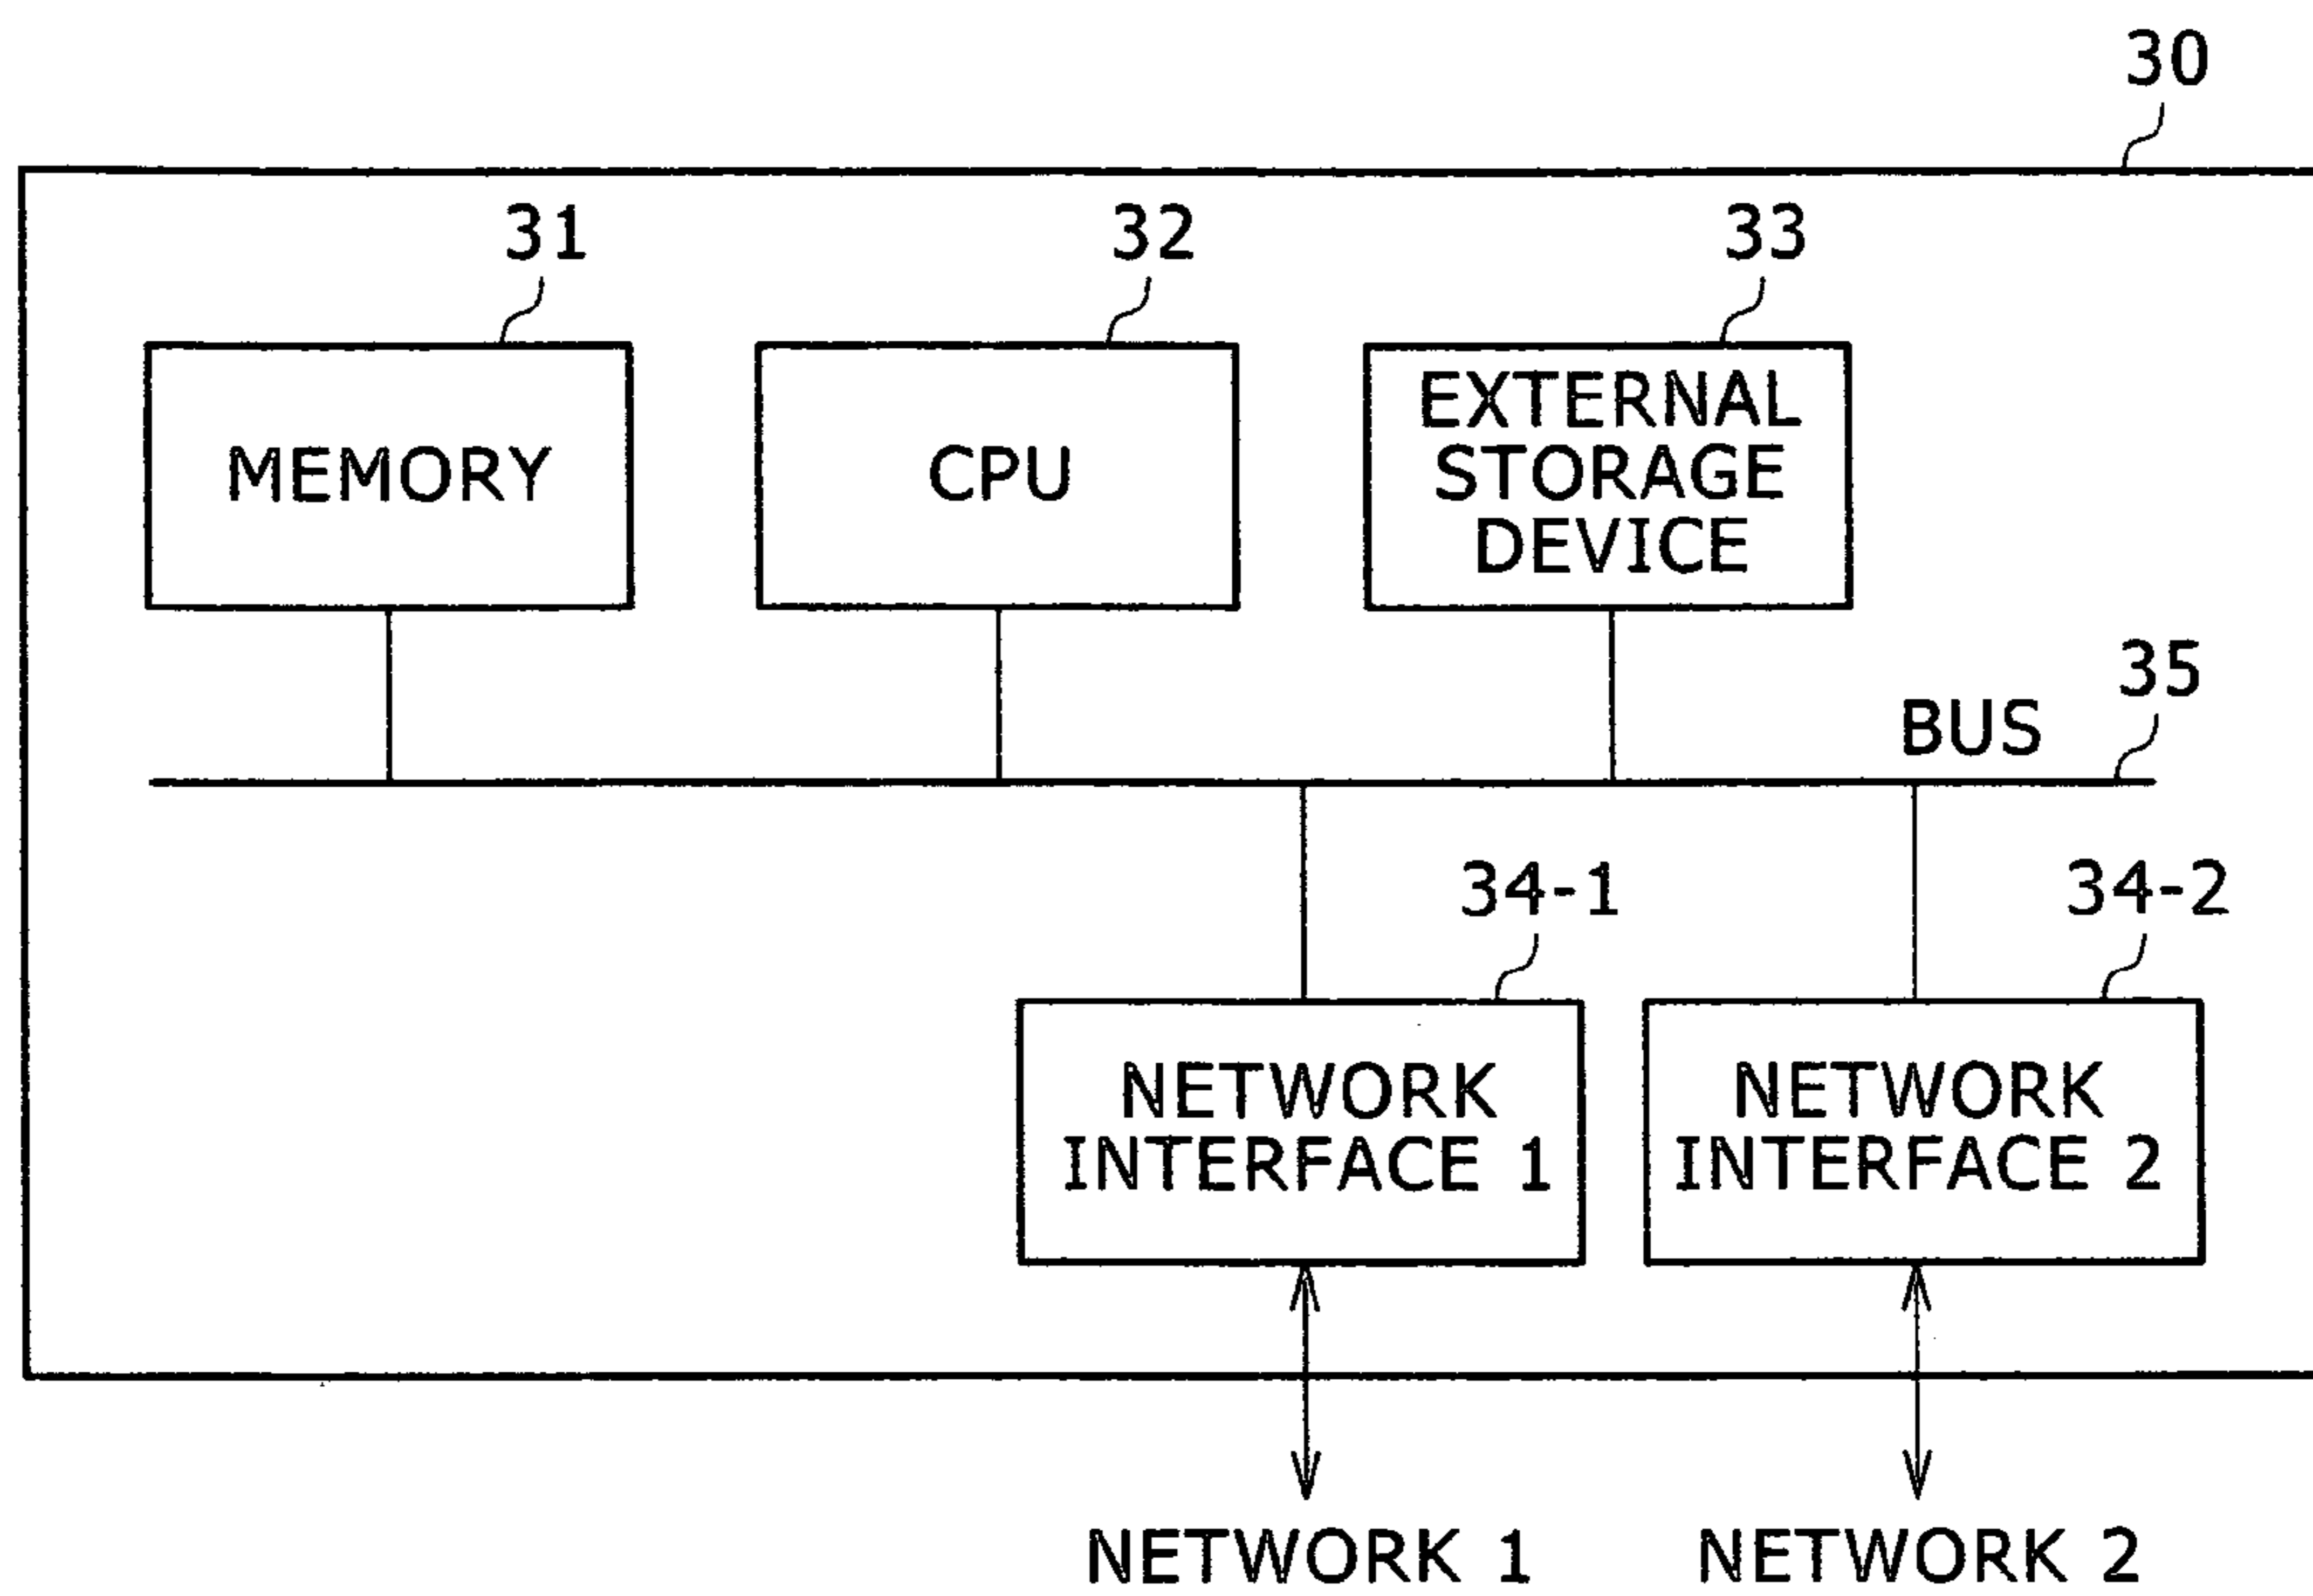 30
31
32
33
MEMORY
CPU
EXTERNAL
STORAGE
DEVICE
35
BUS
34-1
34-2
NETWORK
INTERFACE 1
NETWORK
INTERFACE 2
NETWORK 1
NETWORK 2